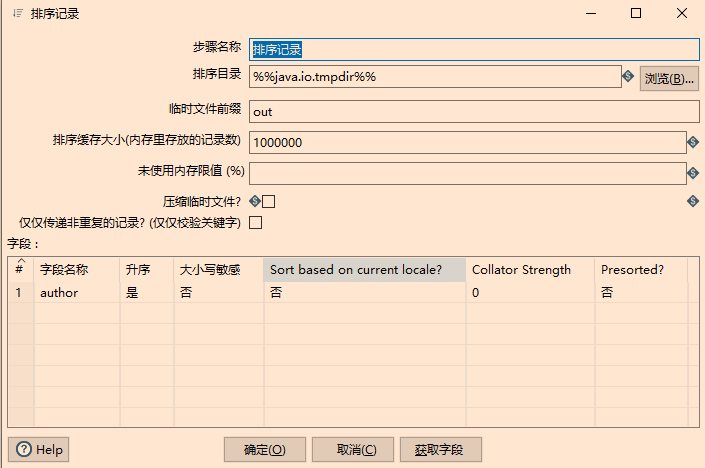 排序记录
步骤名称 排序记录
排序目录 %%java.io.tmpdir%% 浏览(B)...
临时文件前缀 out
排序缓存大小(内存里存放的记录数) 1000000
未使用内存限值 (%)
压缩临时文件?
仅仅传递非重复的记录? (仅仅校验关键字)
字段 :
# 字段名称 升序 大小写敏感 Sort based on current locale? Collator Strength Presorted?
1 author 是 否 否 0 否
Help 确定(O) 取消(C) 获取字段